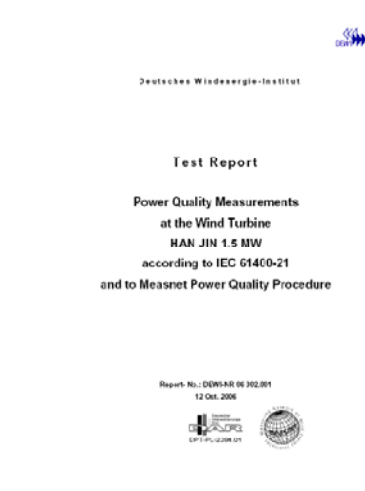 DEWI
Deutsches Windenergie-Institut
Test Report
Power Quality Measurements
at the Wind Turbine
HAN JIN 1.5 MW
according to IEC 61400-21
and to Measnet Power Quality Procedure
Report- No.: DEWI-NR 06 302.001
12 Oct. 2006
DAR